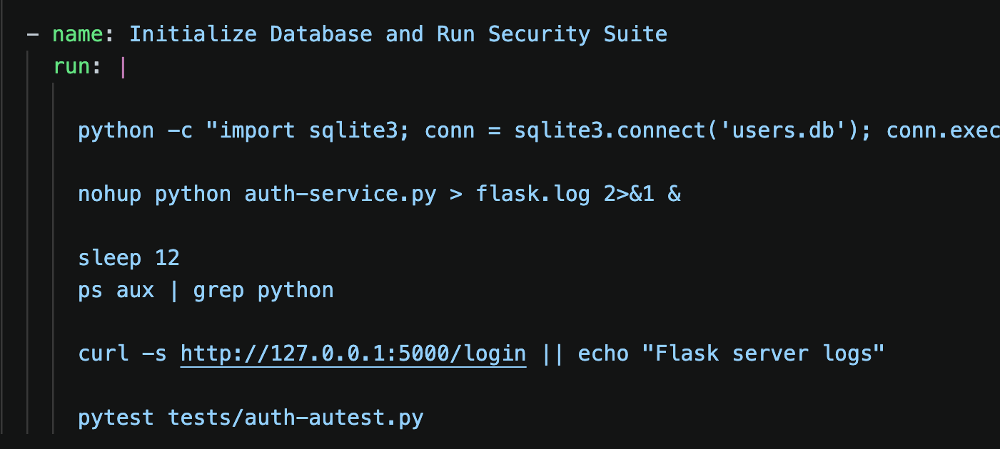 - name: Initialize Database and Run Security Suite
run: |
python -c "import sqlite3; conn = sqlite3.connect('users.db'); conn.exec
nohup python auth-service.py > flask.log 2>&1 &
sleep 12
ps aux | grep python
curl -s http://127.0.0.1:5000/login || echo "Flask server logs"
pytest tests/auth-autest.py